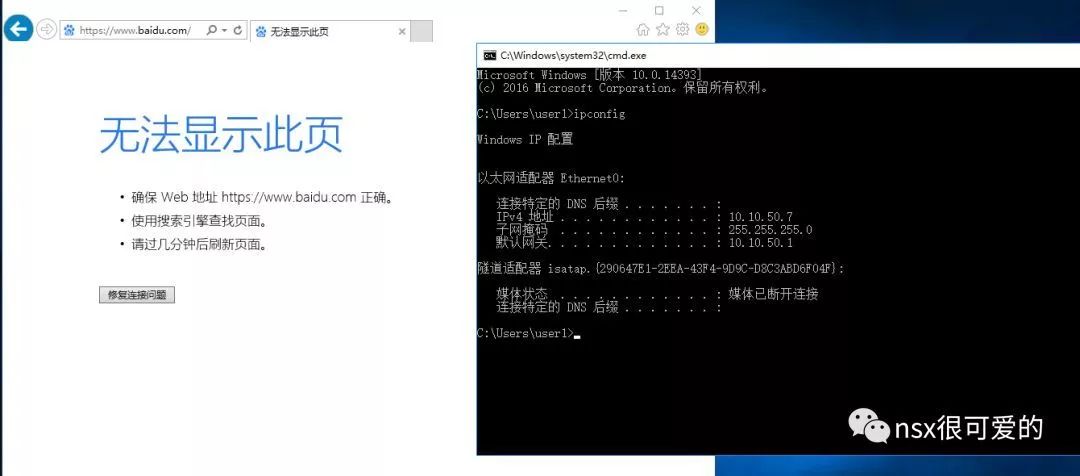 https://www.baidu.com/
无法显示此页
无法显示此页
• 确保 Web 地址 https://www.baidu.com 正确。
• 使用搜索引擎查找页面。
• 请过几分钟后刷新页面。
修复连接问题
C:\Windows\system32\cmd.exe
Microsoft Windows [版本 10.0.14393]
(c) 2016 Microsoft Corporation。保留所有权利。
C:\Users\user1>ipconfig
Windows IP 配置
以太网适配器 Ethernet0:
连接特定的 DNS 后缀 . . . . . . . :
IPv4 地址 . . . . . . . . . . . . : 10.10.50.7
子网掩码 . . . . . . . . . . . . : 255.255.255.0
默认网关. . . . . . . . . . . . . : 10.10.50.1
隧道适配器 isatap.{290647E1-2EEA-43F4-9D9C-D8C3ABD6F04F}:
媒体状态 . . . . . . . . . . . . : 媒体已断开连接
连接特定的 DNS 后缀 . . . . . . . :
C:\Users\user1>
nsx很可爱的